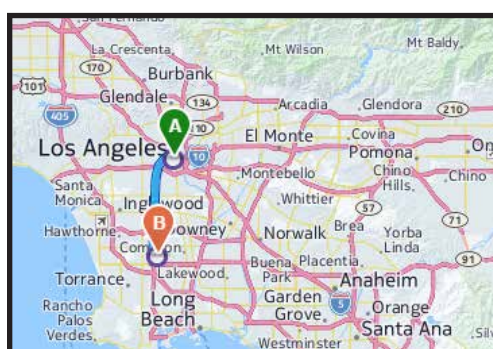 La Crescenta
Mt Wilson
Mt Baldy
170
Burbank
101
Glendale
134
Arcadia
Glendora
210
405
A
210
El Monte
Covina
Los Angeles
10
Pomona
Santa
Monica
Montebello
Chino
Hills
Chino
Inglewood
Whittier
57
71
Hawthorne
B
Downey
Norwalk
Brea
Yorba
Linda
Compton
91
Lakewood
Buena
Park
Placentia
Torrance
Anaheim
Rancho
Palos
Verdes
Long
Beach
Garden
Grove
5
Orange
Santa Ana
Westminster